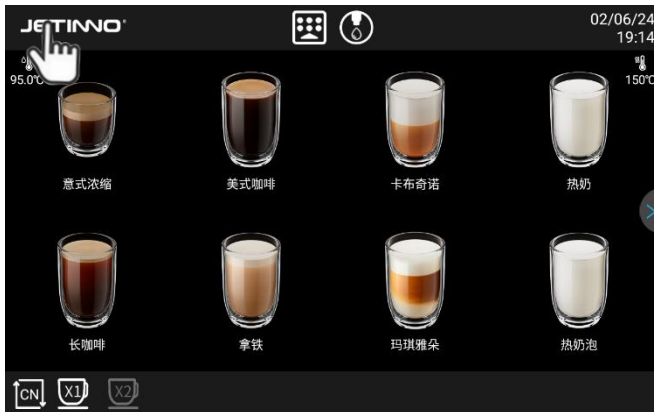 JETINNO
02/06/24
19:14
95.0℃
150℃
意式浓缩
美式咖啡
卡布奇诺
热奶
长咖啡
拿铁
玛琪雅朵
热奶泡
CN
X1
X2